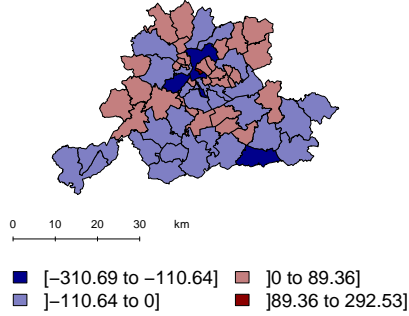 0 10 20 30 km
[−310.69 to −110.64]
]−110.64 to 0]
]0 to 89.36]
]89.36 to 292.53]